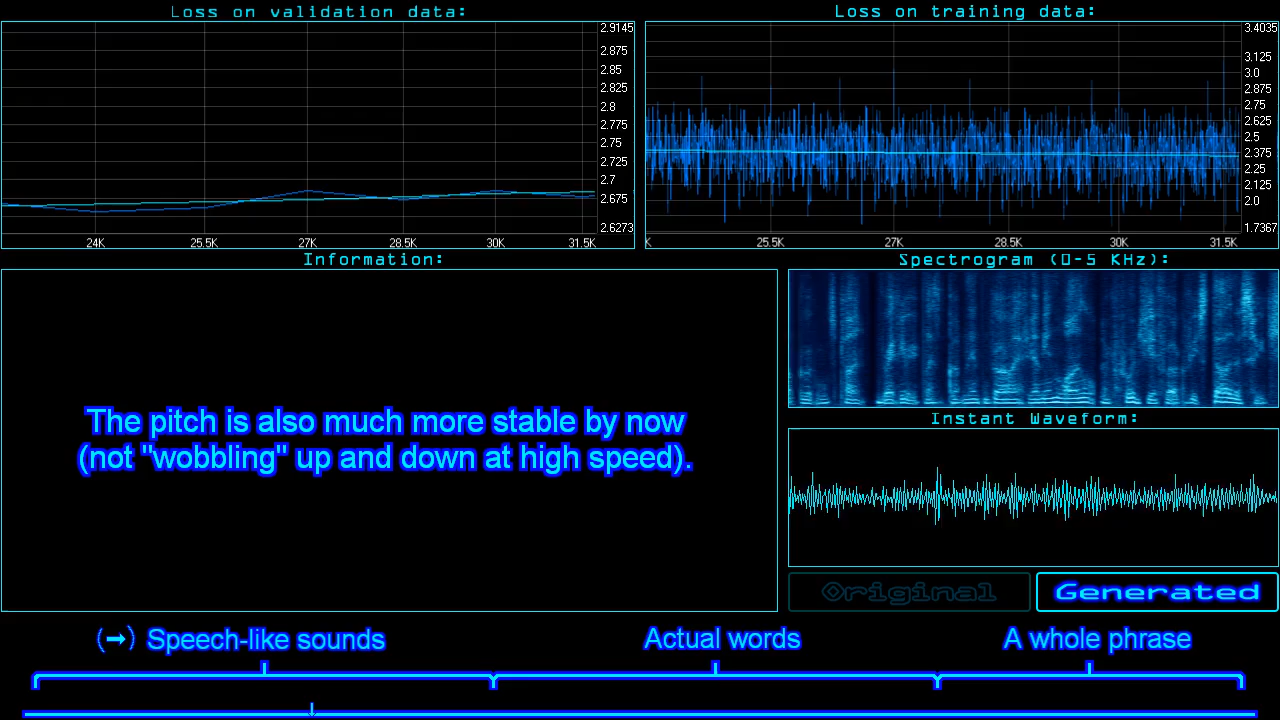 Loss on validation data:
Loss on training data:
2.9145
2.875
2.85
2.825
2.8
2.775
2.75
2.725
2.7
2.675
2.6273
24K
25.5K
27K
28.5K
30K
31.5K
3.4035
3.125
3.0
2.875
2.75
2.625
2.5
2.375
2.25
2.125
2.0
1.7367
K
25.5K
27K
28.5K
30K
31.5K
Information:
Spectrogram (0-5 KHz):
The pitch is also much more stable by now
(not "wobbling" up and down at high speed).
Instant Waveform:
Original
Generated
(→) Speech-like sounds
Actual words
A whole phrase